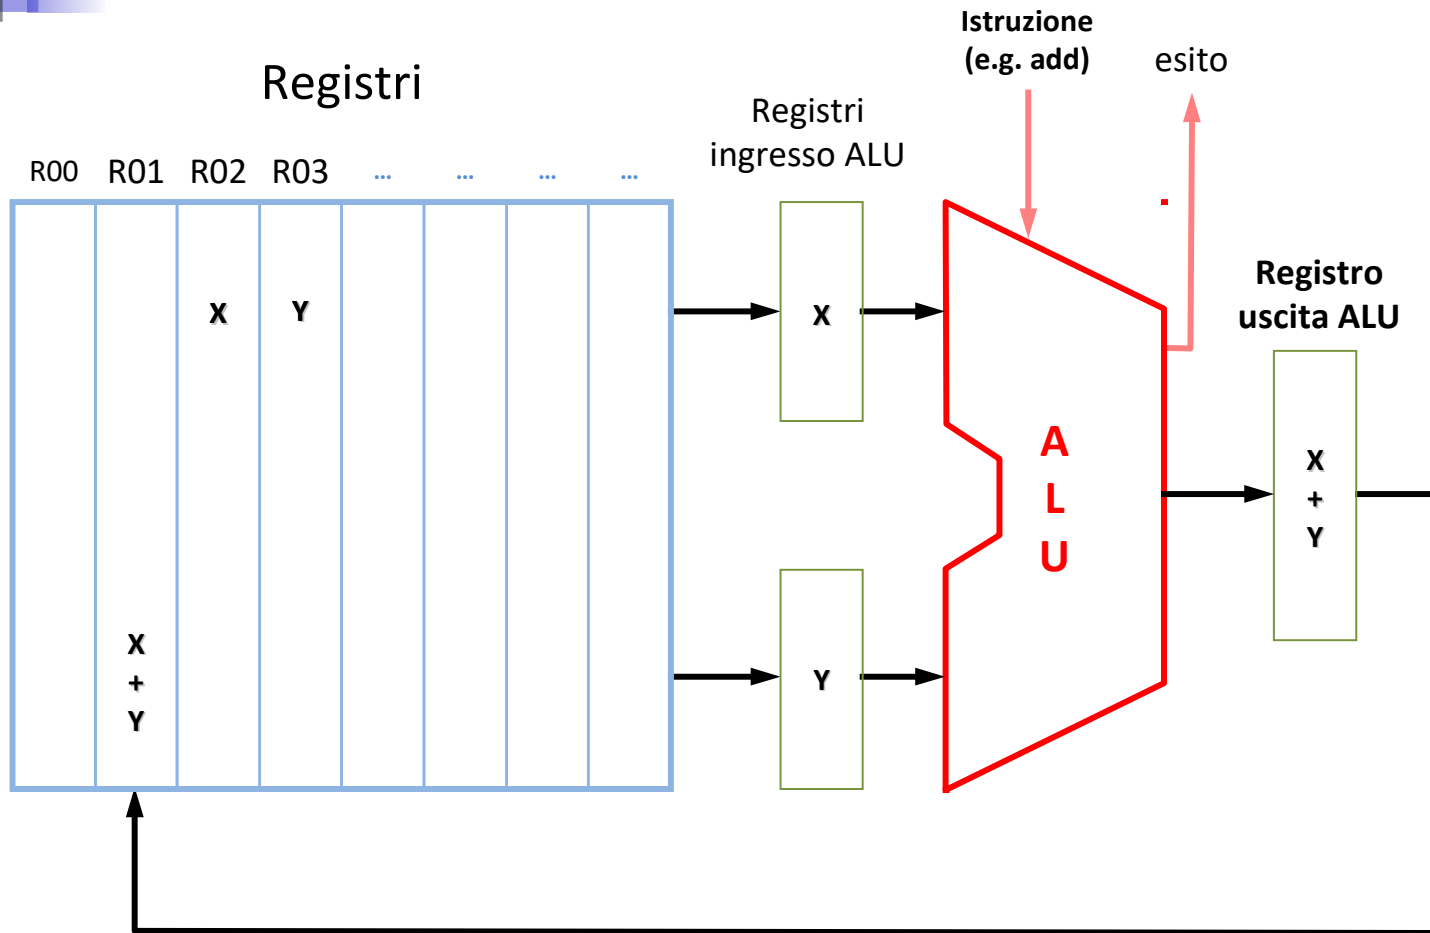 Registri
R00 R01 R02 R03 ... ... ... ...
X Y
X
+
Y
Registri
ingresso ALU
X
Y
Istruzione
(e.g. add)
esito
A
L
U
Registro
uscita ALU
X
+
Y